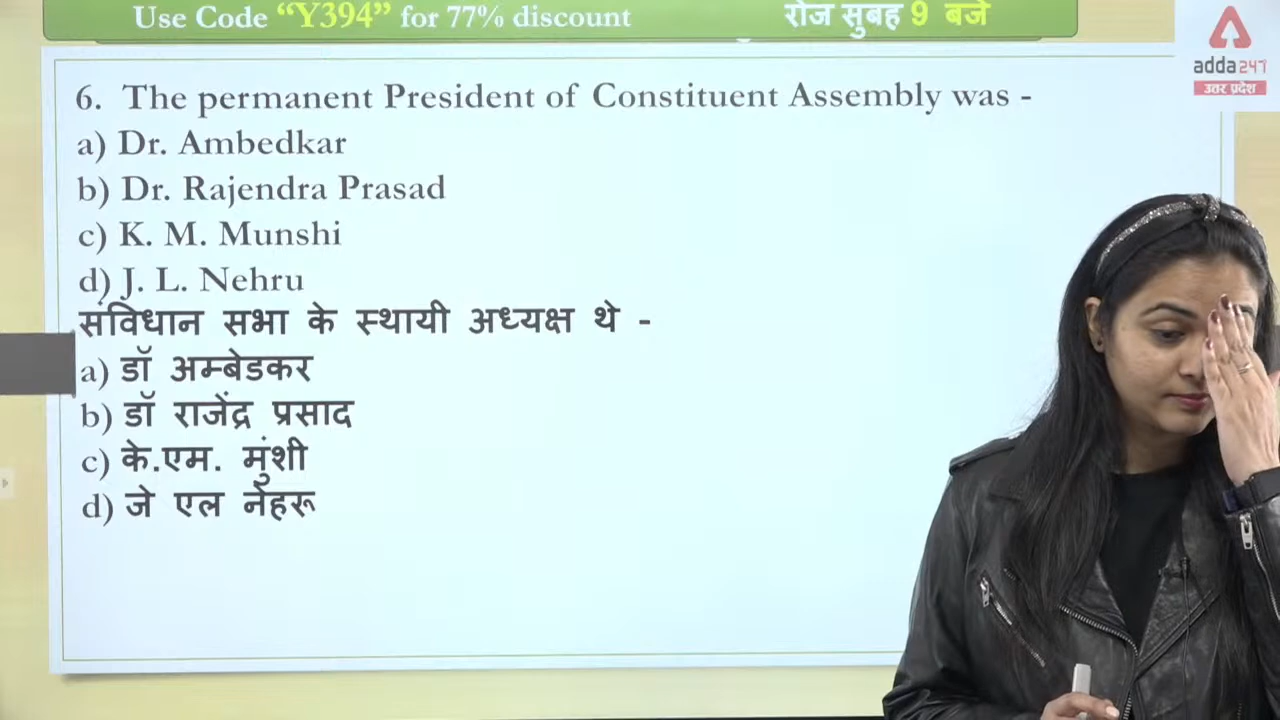 Use Code “Y394” for 77% discount
रोज सुबह 9 बजे
adda247
उत्तर प्रदेश
6. The permanent President of Constituent Assembly was -
a) Dr. Ambedkar
b) Dr. Rajendra Prasad
c) K. M. Munshi
d) J. L. Nehru
संविधान सभा के स्थायी अध्यक्ष थे -
a) डॉ अम्बेडकर
b) डॉ राजेंद्र प्रसाद
c) के.एम. मुंशी
d) जे एल नेहरू